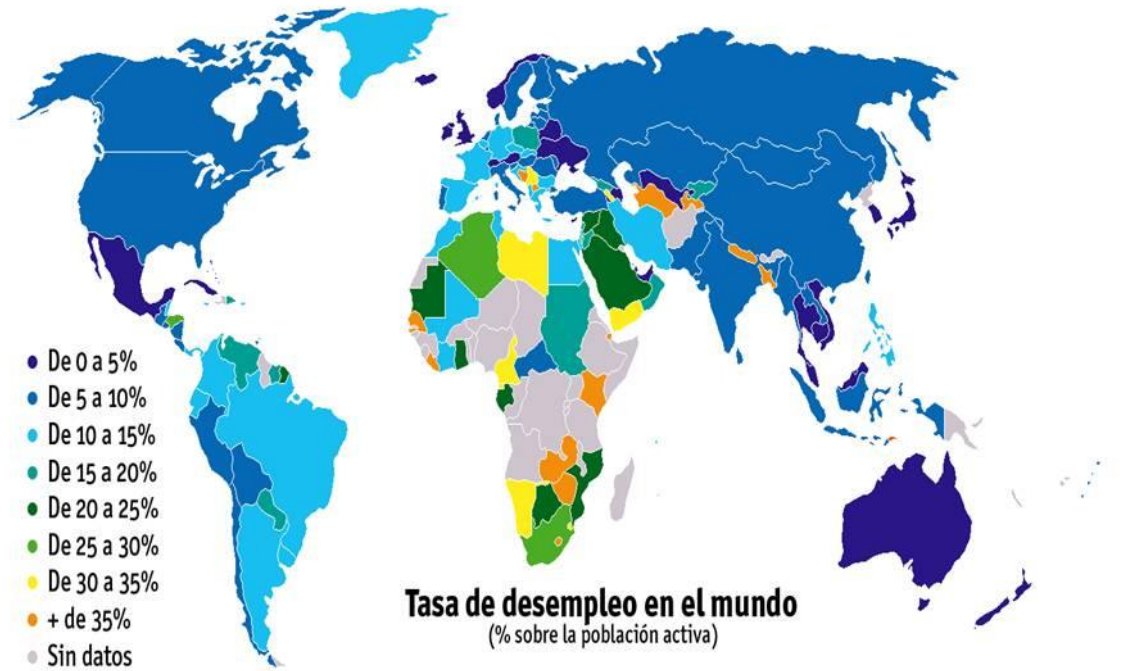 De 0 a 5%
De 5 a 10%
De 10 a 15%
De 15 a 20%
De 20 a 25%
De 25 a 30%
De 30 a 35%
+ de 35%
Sin datos
Tasa de desempleo en el mundo
(% sobre la población activa)